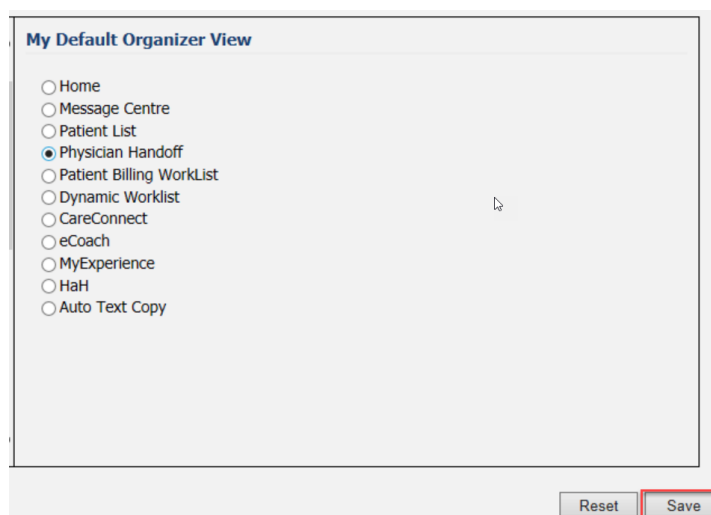 My Default Organizer View
Home
Message Centre
Patient List
Physician Handoff
Patient Billing WorkList
Dynamic Worklist
CareConnect
eCoach
MyExperience
HaH
Auto Text Copy
Reset Save